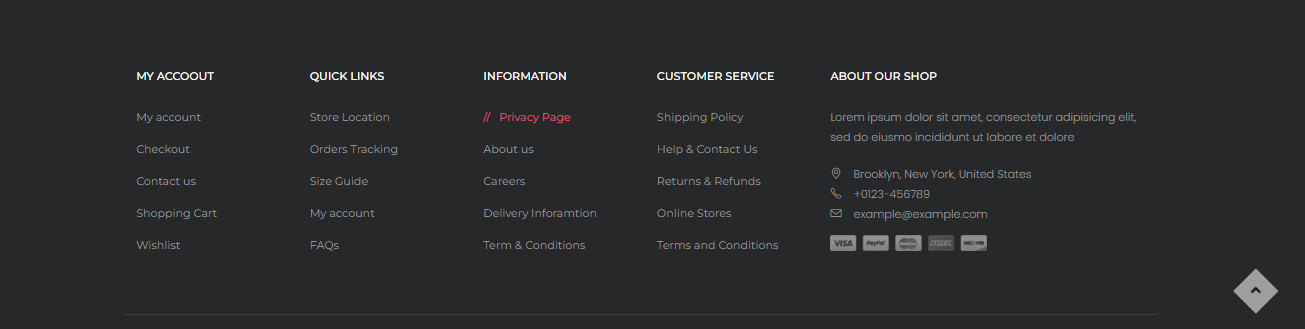 MY ACCOOUT
My account
Checkout
Contact us
Shopping Cart
Wishlist
QUICK LINKS
Store Location
Orders Tracking
Size Guide
My account
FAQs
INFORMATION
// Privacy Page
About us
Careers
Delivery Inforamtion
Term & Conditions
CUSTOMER SERVICE
Shipping Policy
Help & Contact Us
Returns & Refunds
Online Stores
Terms and Conditions
ABOUT OUR SHOP
Lorem ipsum dolor sit amet, consectetur adipisicing elit,
sed do eiusmo incididunt ut labore et dolore
Brooklyn, New York, United States
+0123-456789
example@example.com
VISA PayPal MasterCard AMEX DISCOVER